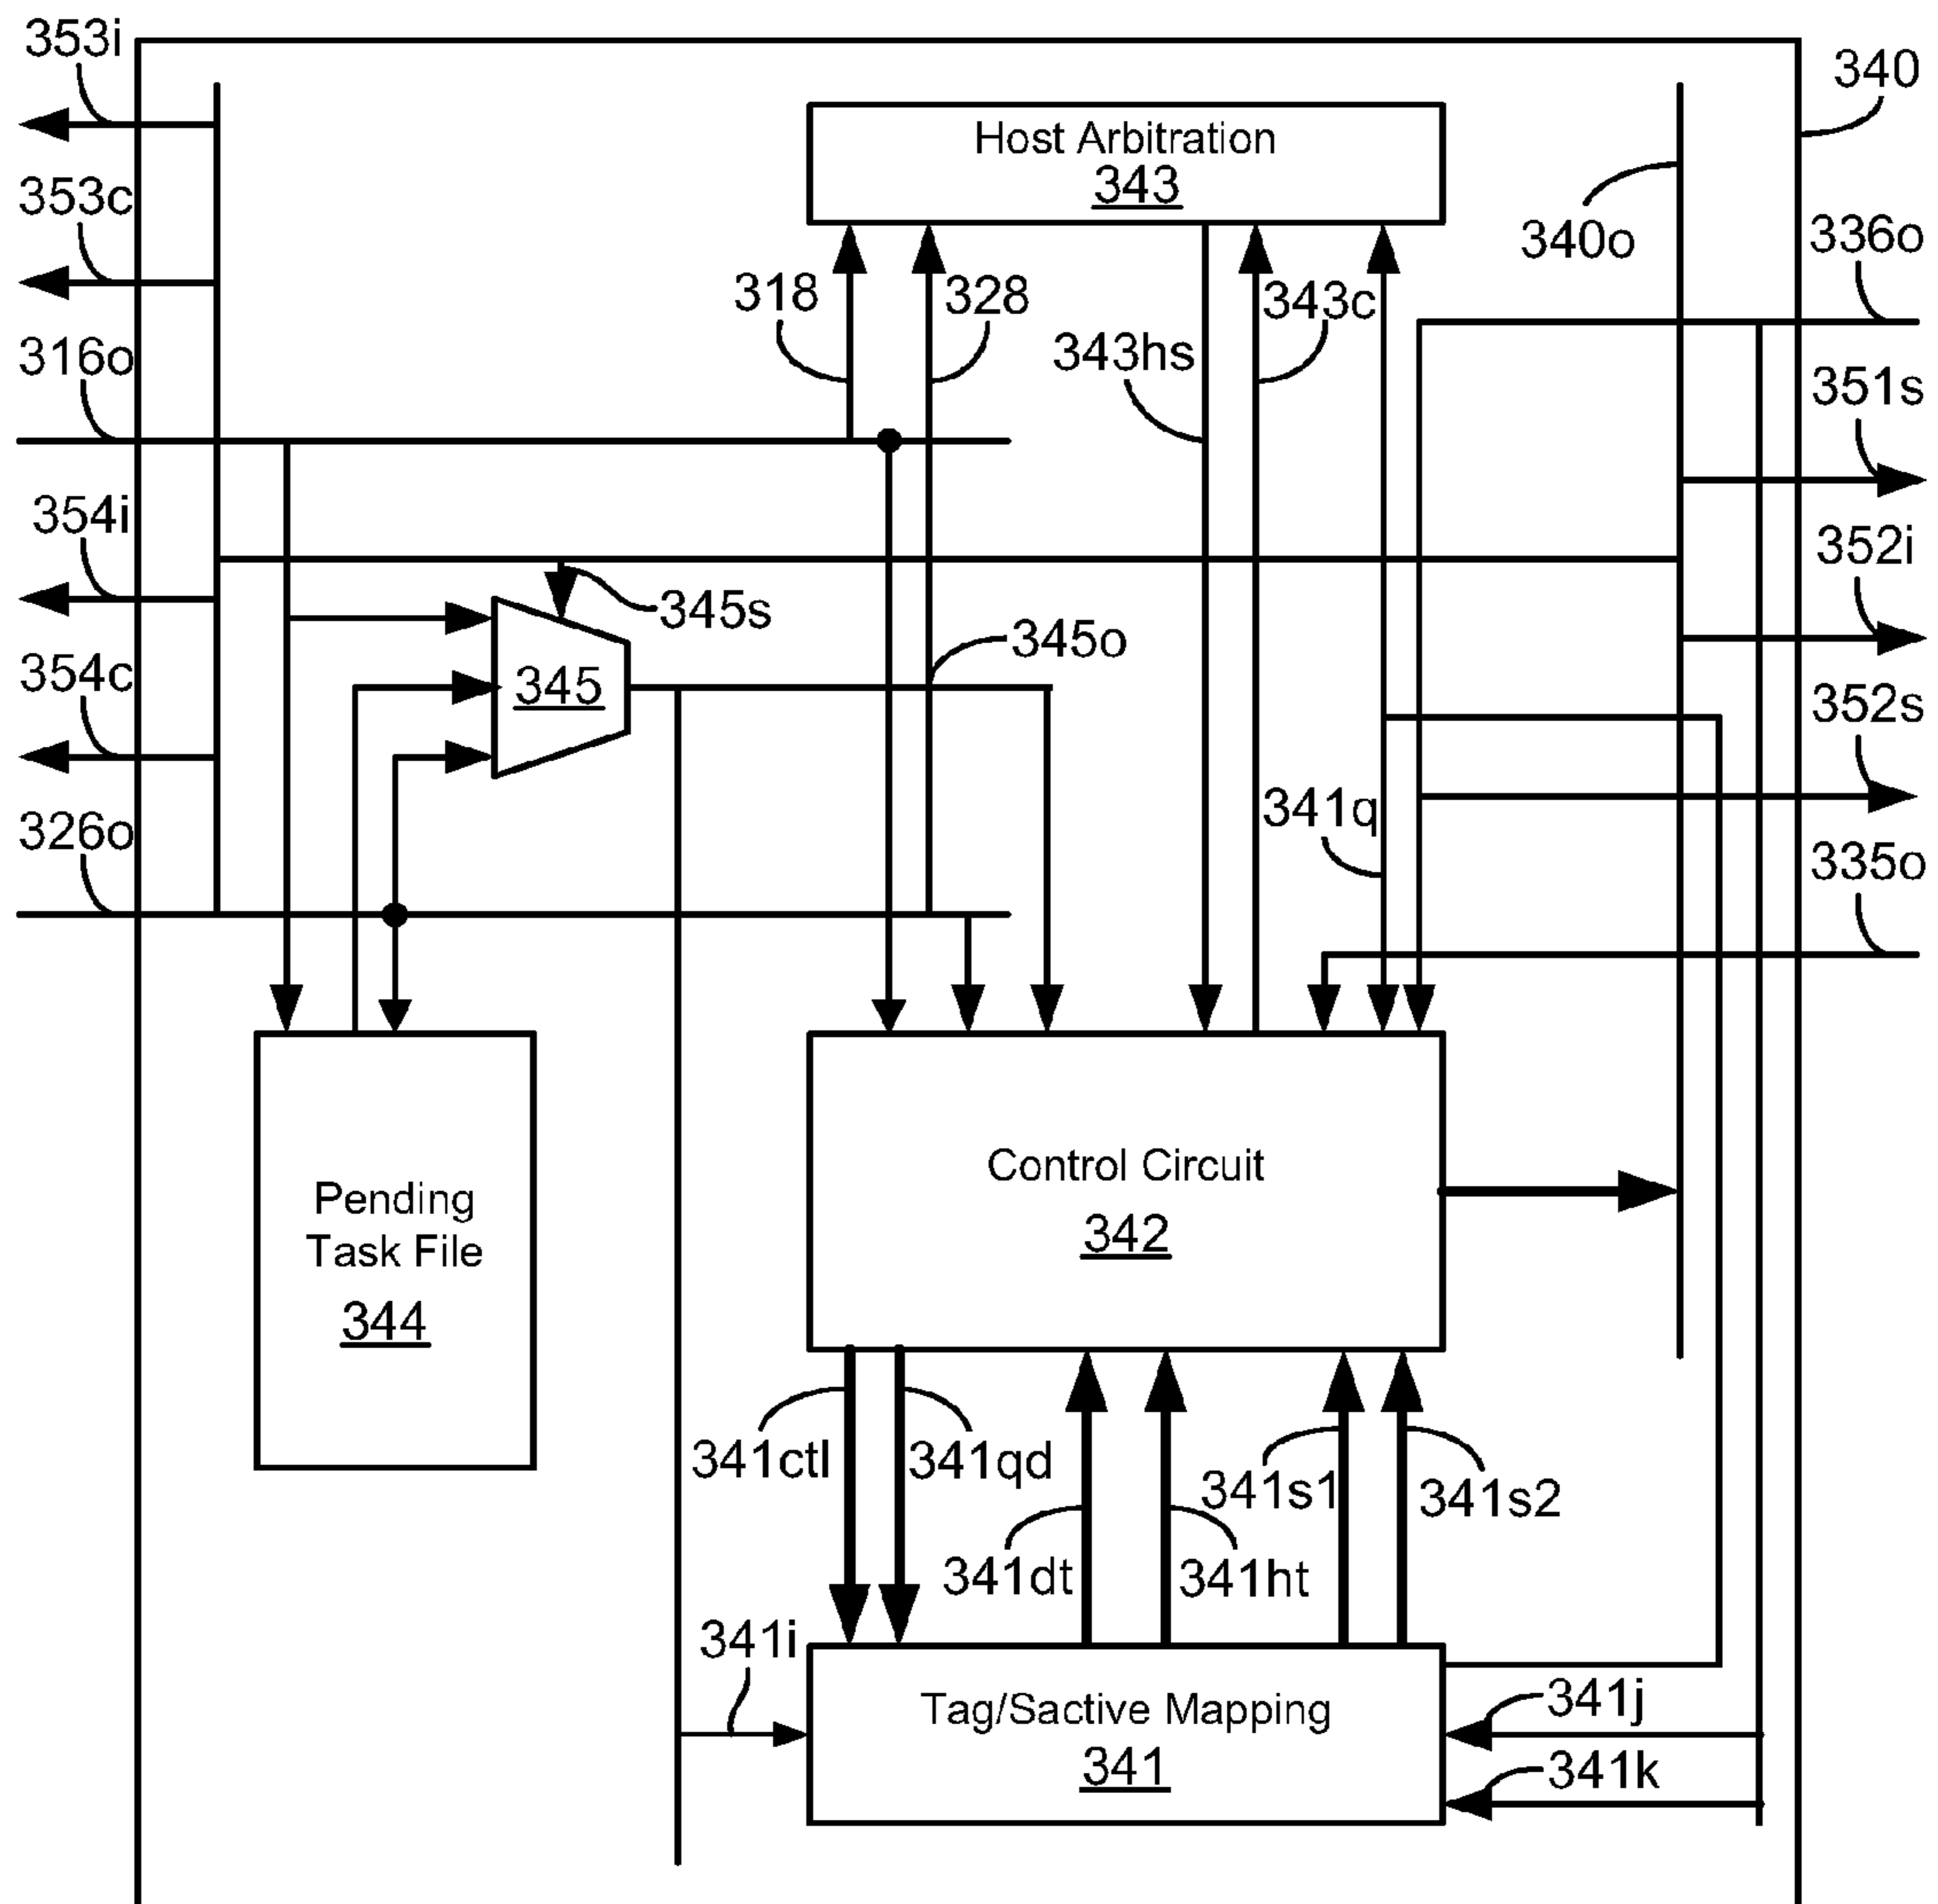 353i
340
Host Arbitration
343
353c
340o
336o
318
328
343c
343hs
316o
351s
354i
352i
345s
345o
345
354c
352s
341q
326o
335o
Control Circuit
342
Pending
Task File
344
341ctl
341qd
341s1
341s2
341dt
341ht
341i
Tag/Sactive Mapping
341
341j
341k